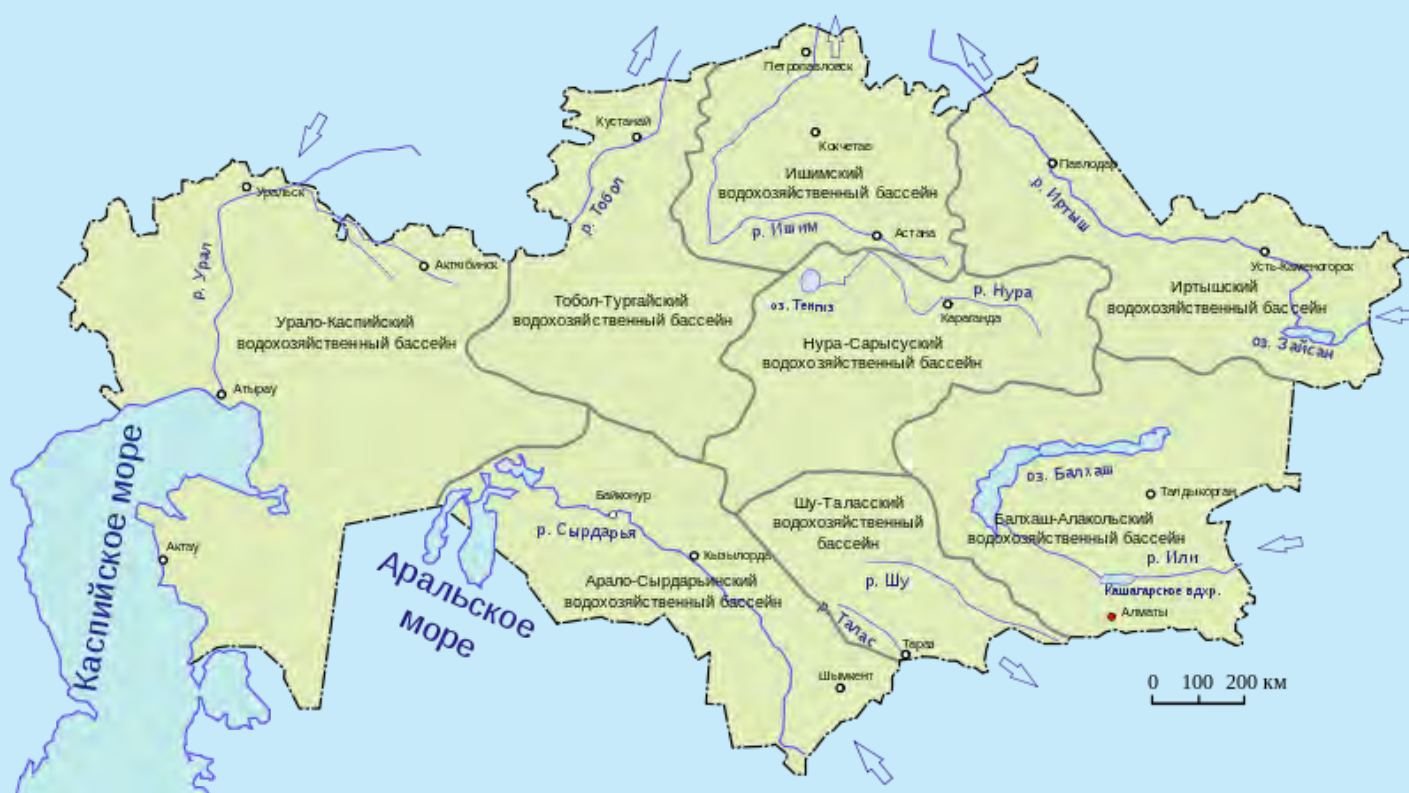 Петропавловск
Кустанай
Кокчетав
Павлодар
Ишимский
водохозяйственный бассейн
Уральск
р. Тобол
р. Иртыш
р. Ишим
Астана
р. Урал
Актюбинск
Усть-Каменогорск
Тобол-Тургайский
водохозяйственный бассейн
оз. Тенгиз
р. Нура
Караганда
Иртышский
водохозяйственный бассейн
Урало-Каспийский
водохозяйственный бассейн
Нура-Сарысуский
водохозяйственный бассейн
оз. Зайсан
Атырау
Каспийское море
оз. Балхаш
Талдыкорган
Байконур
Шу-Таласский
водохозяйственный
бассейн
Балхаш-Алакольский
водохозяйственный бассейн
р. Сырдарья
Актау
Кызылорда
р. Или
Аральское
море
Арало-Сырдарьинский
водохозяйственный бассейн
р. Шу
Кашагарское вдхр.
Алматы
р. Талас
Тараз
Шымкент
0 100 200 км